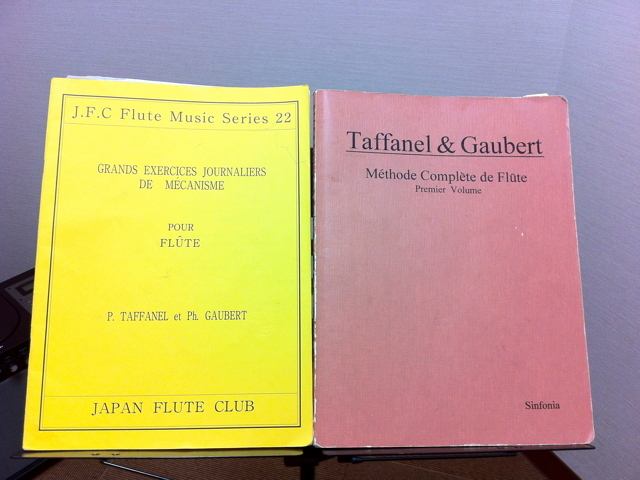 J.F.C Flute Music Series 22
GRANDS EXERCICES JOURNALIERS
DE MÉCANISME
POUR
FLÛTE
P. TAFFANEL et Ph. GAUBERT
JAPAN FLUTE CLUB
Taffanel & Gaubert
Méthode Complète de Flûte
Premier Volume
Sinfonia